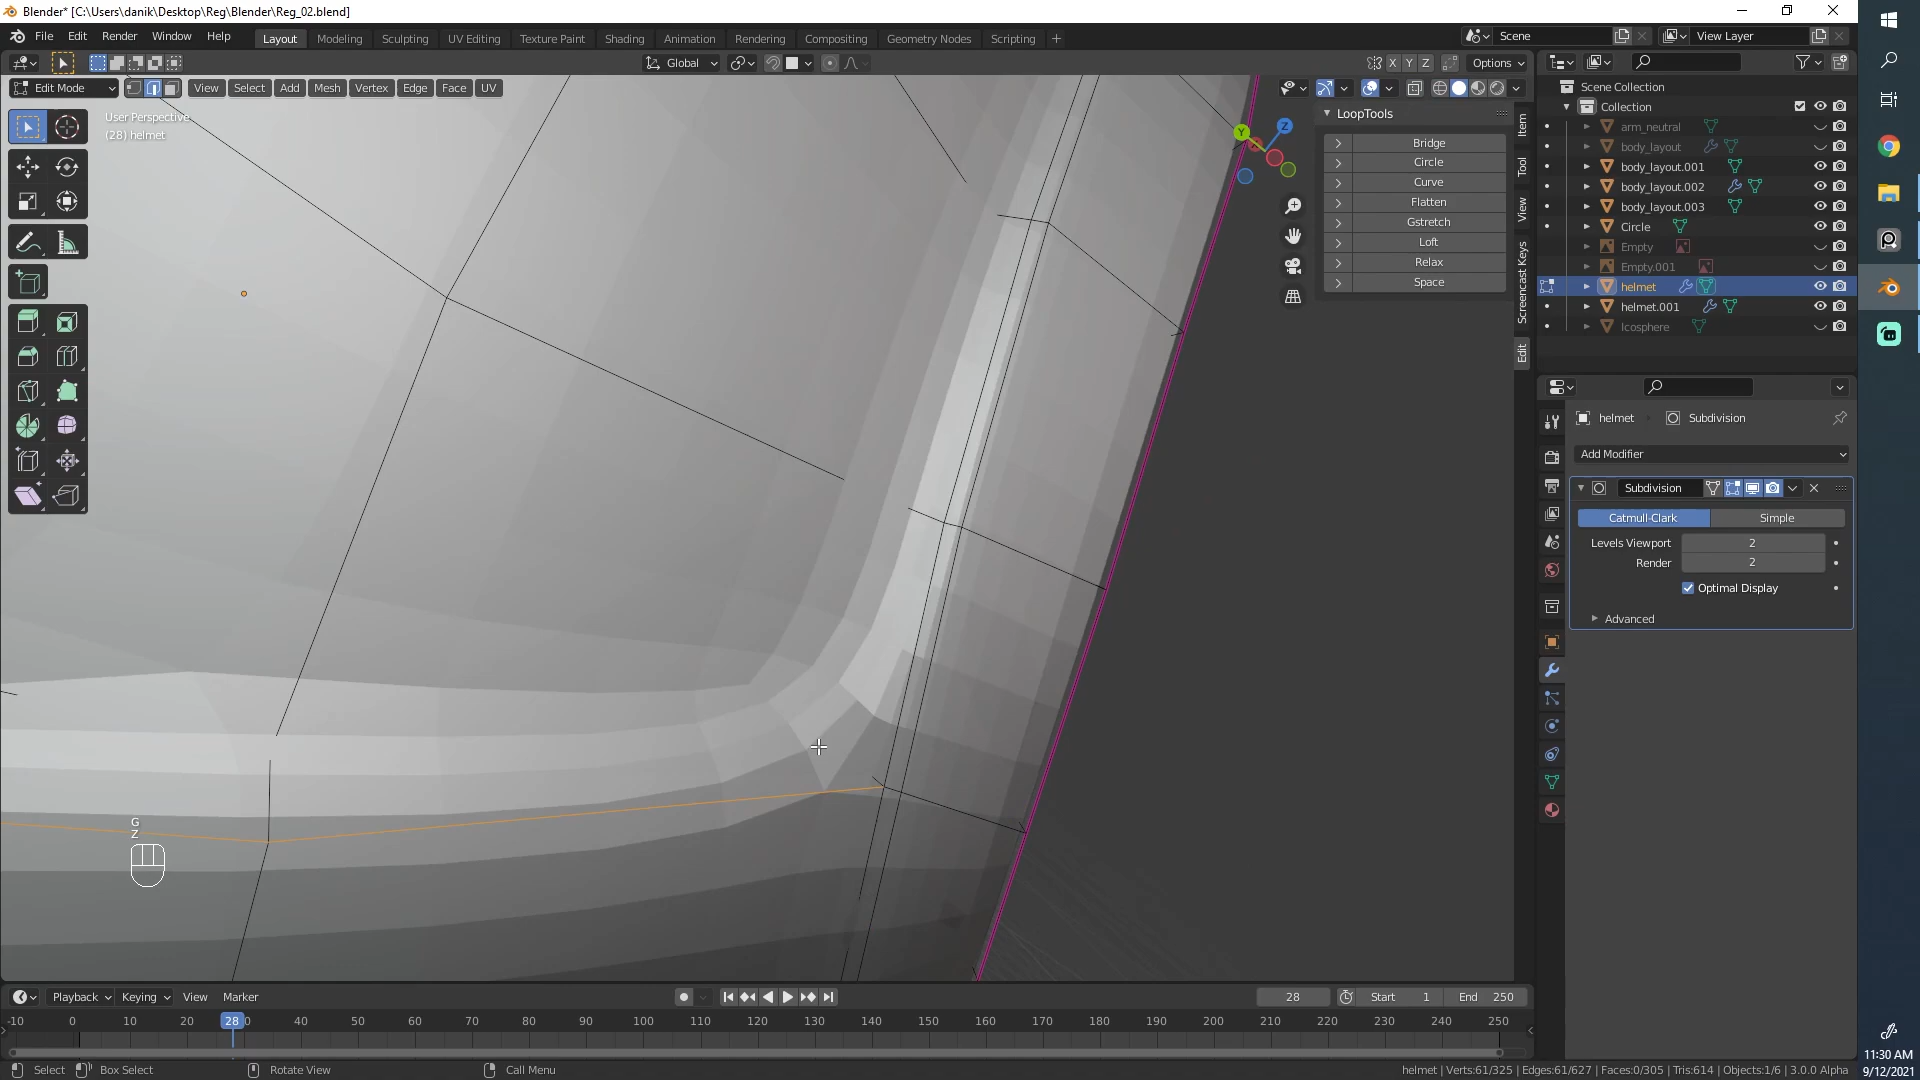 Blender* [C:\Users\danik\Desktop\Reg\Blender\Reg_02.blend]
File Edit Render Window Help
Layout Modeling Sculpting UV Editing Texture Paint Shading Animation Rendering Compositing Geometry Nodes Scripting +
Scene
View Layer
Global
X Y Z
Options
Edit Mode
View Select Add Mesh Vertex Edge Face UV
User Perspective
(28) helmet
LoopTools
Bridge
Circle
Curve
Flatten
Gstretch
Loft
Relax
Space
Item
Tool
View
Screencast Keys
Edit
Y
Z
Scene Collection
Collection
arm_neutral
body_layout
body_layout.001
body_layout.002
body_layout.003
Circle
Empty
Empty.001
helmet
helmet.001
Icosphere
helmet
Subdivision
Add Modifier
Subdivision
Catmull-Clark Simple
Levels Viewport 2
Render 2
Optimal Display
Advanced
G
Z
Playback Keying View Marker
28 Start 1 End 250
-10 0 10 20 28 0 40 50 60 70 80 90 100 110 120 130 140 150 160 170 180 190 200 210 220 230 240 250
Select Box Select Rotate View Call Menu
helmet | Verts:61/325 | Edges:61/627 | Faces:0/305 | Tris:614 | Objects:1/6 | 3.0.0 Alpha
11:30 AM
9/12/2021